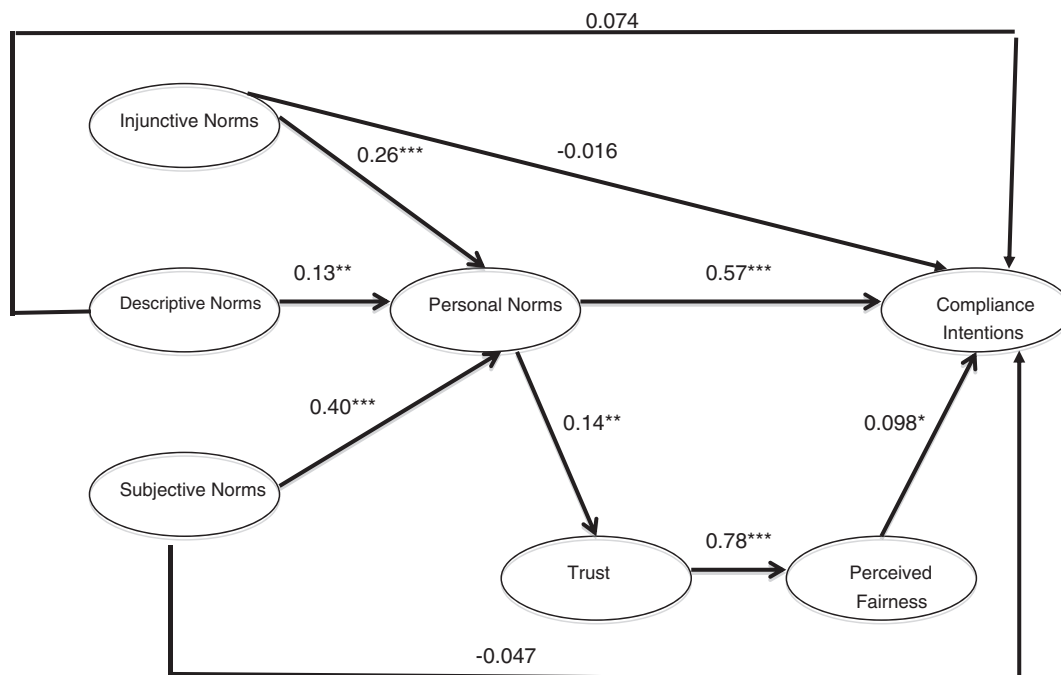 0.074
Injunctive Norms
-0.016
0.26***
0.13**
0.57***
Descriptive Norms
Personal Norms
Compliance
Intentions
0.40***
0.14**
0.098*
Subjective Norms
0.78***
Trust
Perceived
Fairness
-0.047